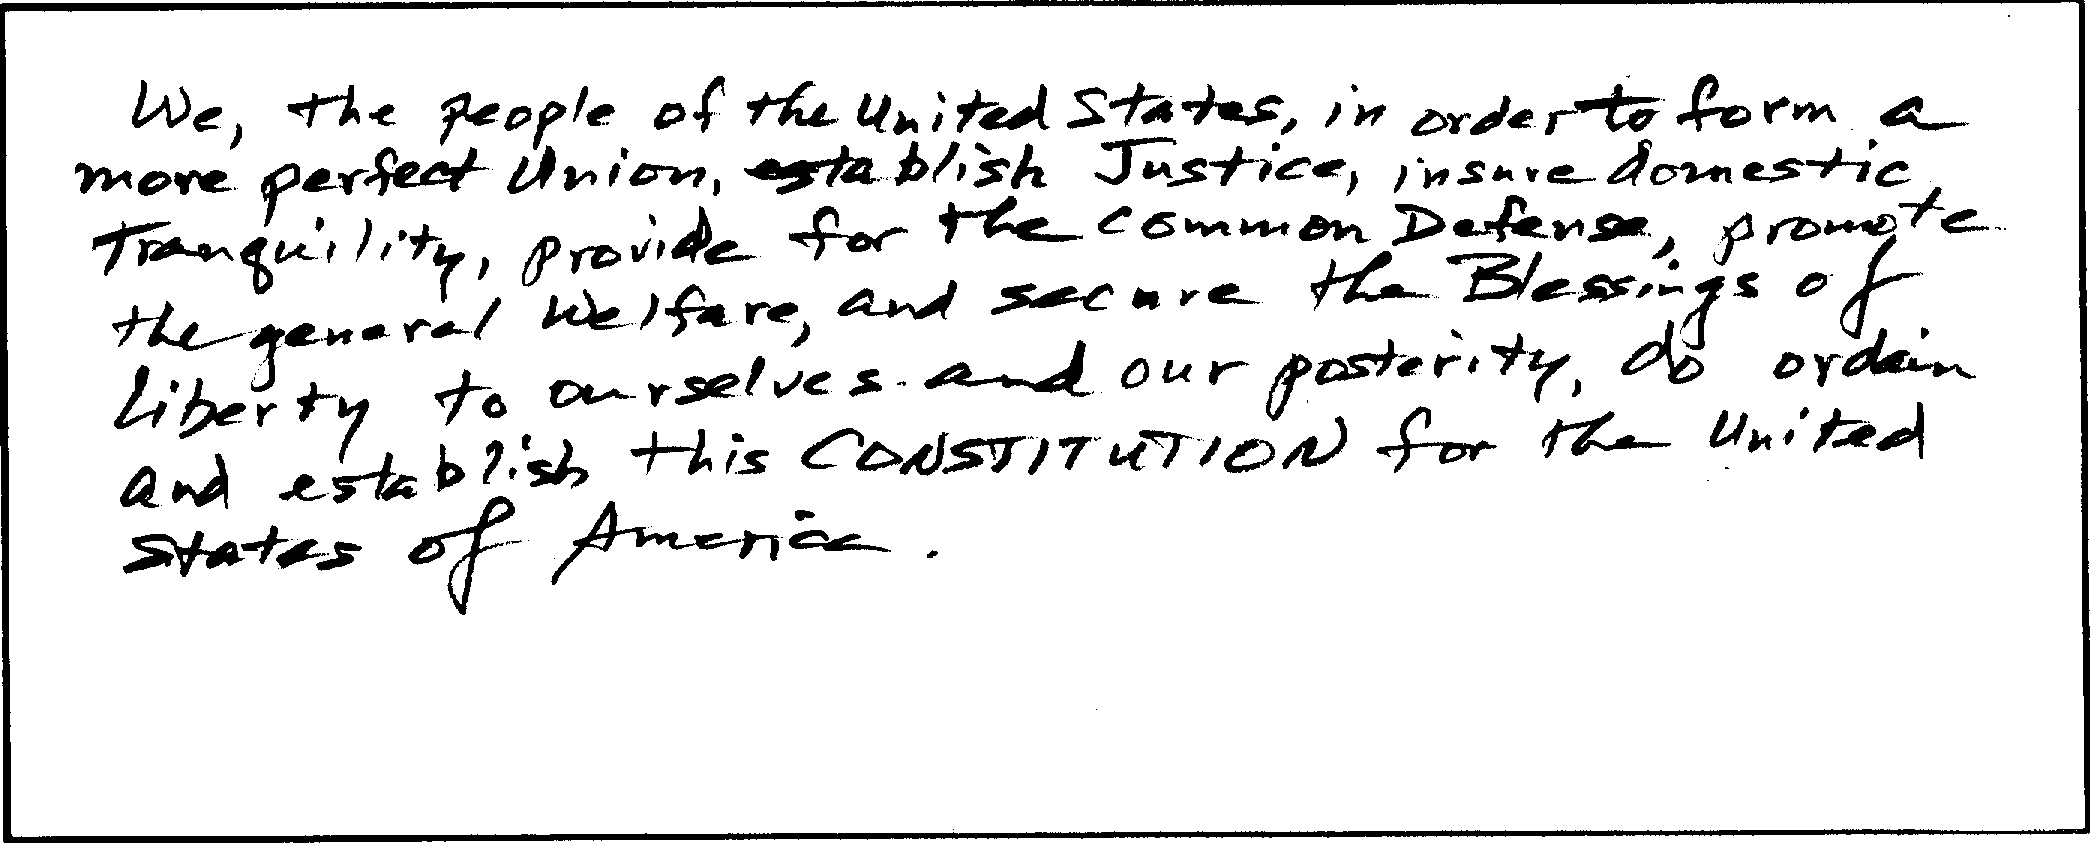 We, the people of the United States, in order to form a
more perfect Union, establish Justice, insure domestic
Tranquility, provide for the common Defense, promote
the general Welfare, and secure the Blessings of
Liberty to ourselves and our posterity, do ordain
and establish this CONSTITUTION for the United
States of America.